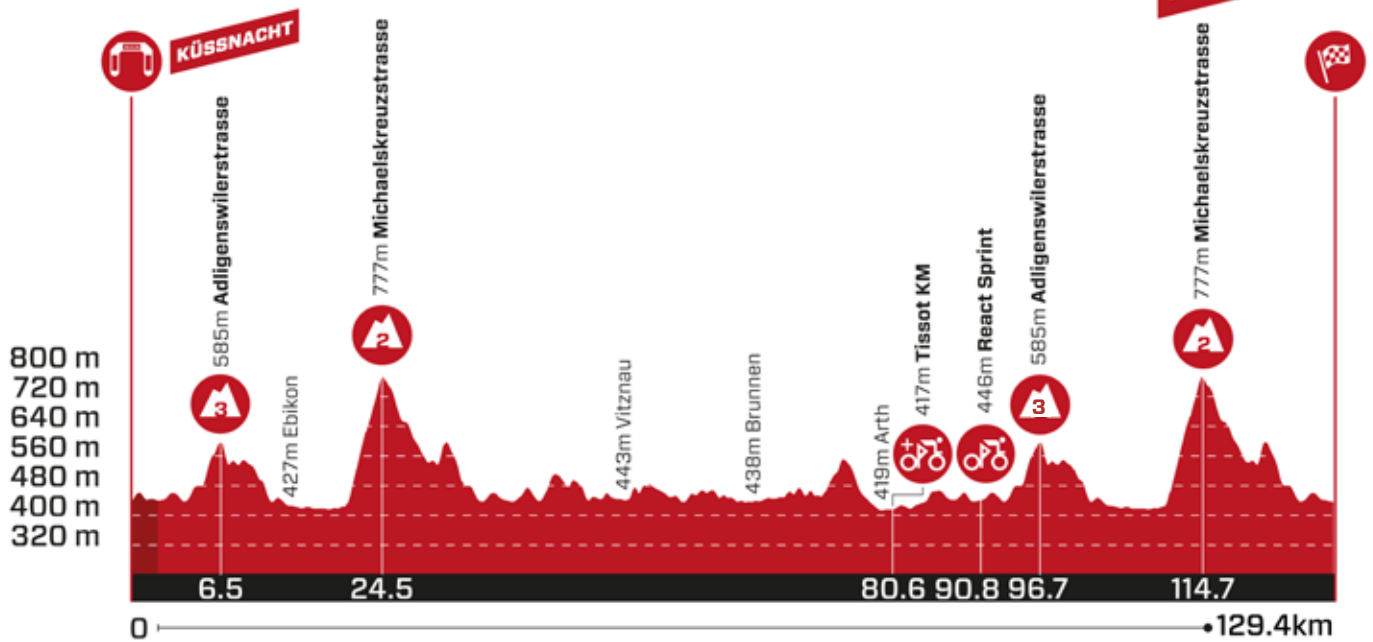 KÜSSNACHT
585m Adligenswilerstrasse
427m Ebikon
777m Michaelskreuzstrasse
443m Vitznau
438m Brunnen
419m Arth
417m Tissot KM
446m React Sprint
585m Adligenswilerstrasse
777m Michaelskreuzstrasse
3
2
3
2
800 m
720 m
640 m
560 m
480 m
400 m
320 m
6.5 24.5 80.6 90.8 96.7 114.7
0 129.4km